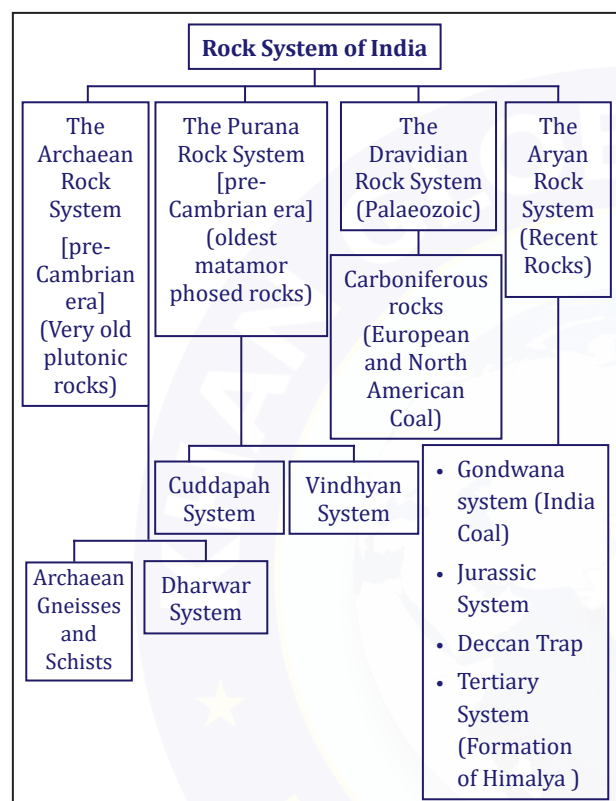 Rock System of India
The
Archaean
Rock
System
[pre-
Cambrian
era]
(Very old
plutonic
rocks)
The Purana
Rock System
[pre-
Cambrian era]
(oldest
matamor
phosed rocks)
The
Dravidian
Rock System
(Palaeozoic)
The
Aryan
Rock
System
(Recent
Rocks)
Carboniferous
rocks
(European
and North
American
Coal)
Cuddapah
System
Vindhyan
System
Archaean
Gneisses
and
Schists
Dharwar
System
• Gondwana
system (India
Coal)
• Jurassic
System
• Deccan Trap
• Tertiary
System
(Formation
of Himalya )